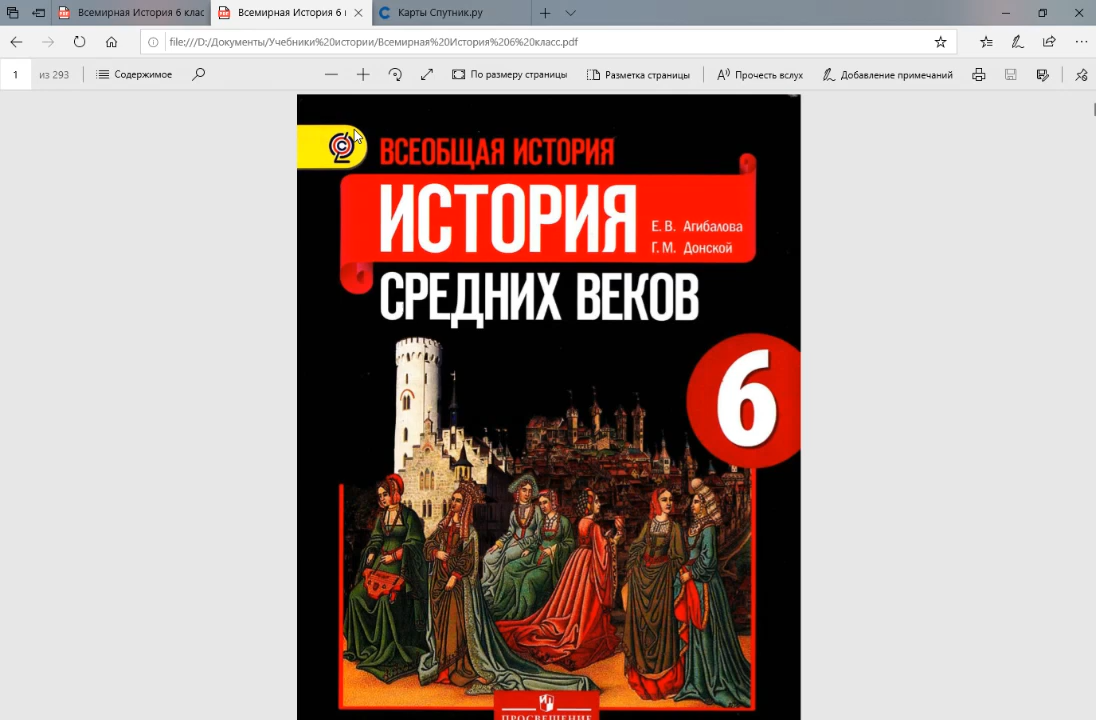 Всемирная История 6 клас
Всемирная История 6
Карты Спутник.ру
file:///D:/Документы/Учебники%20истории/Всемирная%20История%206%20класс.pdf
1 из 293 Содержимое По размеру страницы Разметка страницы Прочесть вслух Добавление примечаний
ВСЕОБЩАЯ ИСТОРИЯ
ИСТОРИЯ
Е. В. Агибалова
Г. М. Донской
СРЕДНИХ ВЕКОВ
6
ПРОСВЕЩЕНИЕ